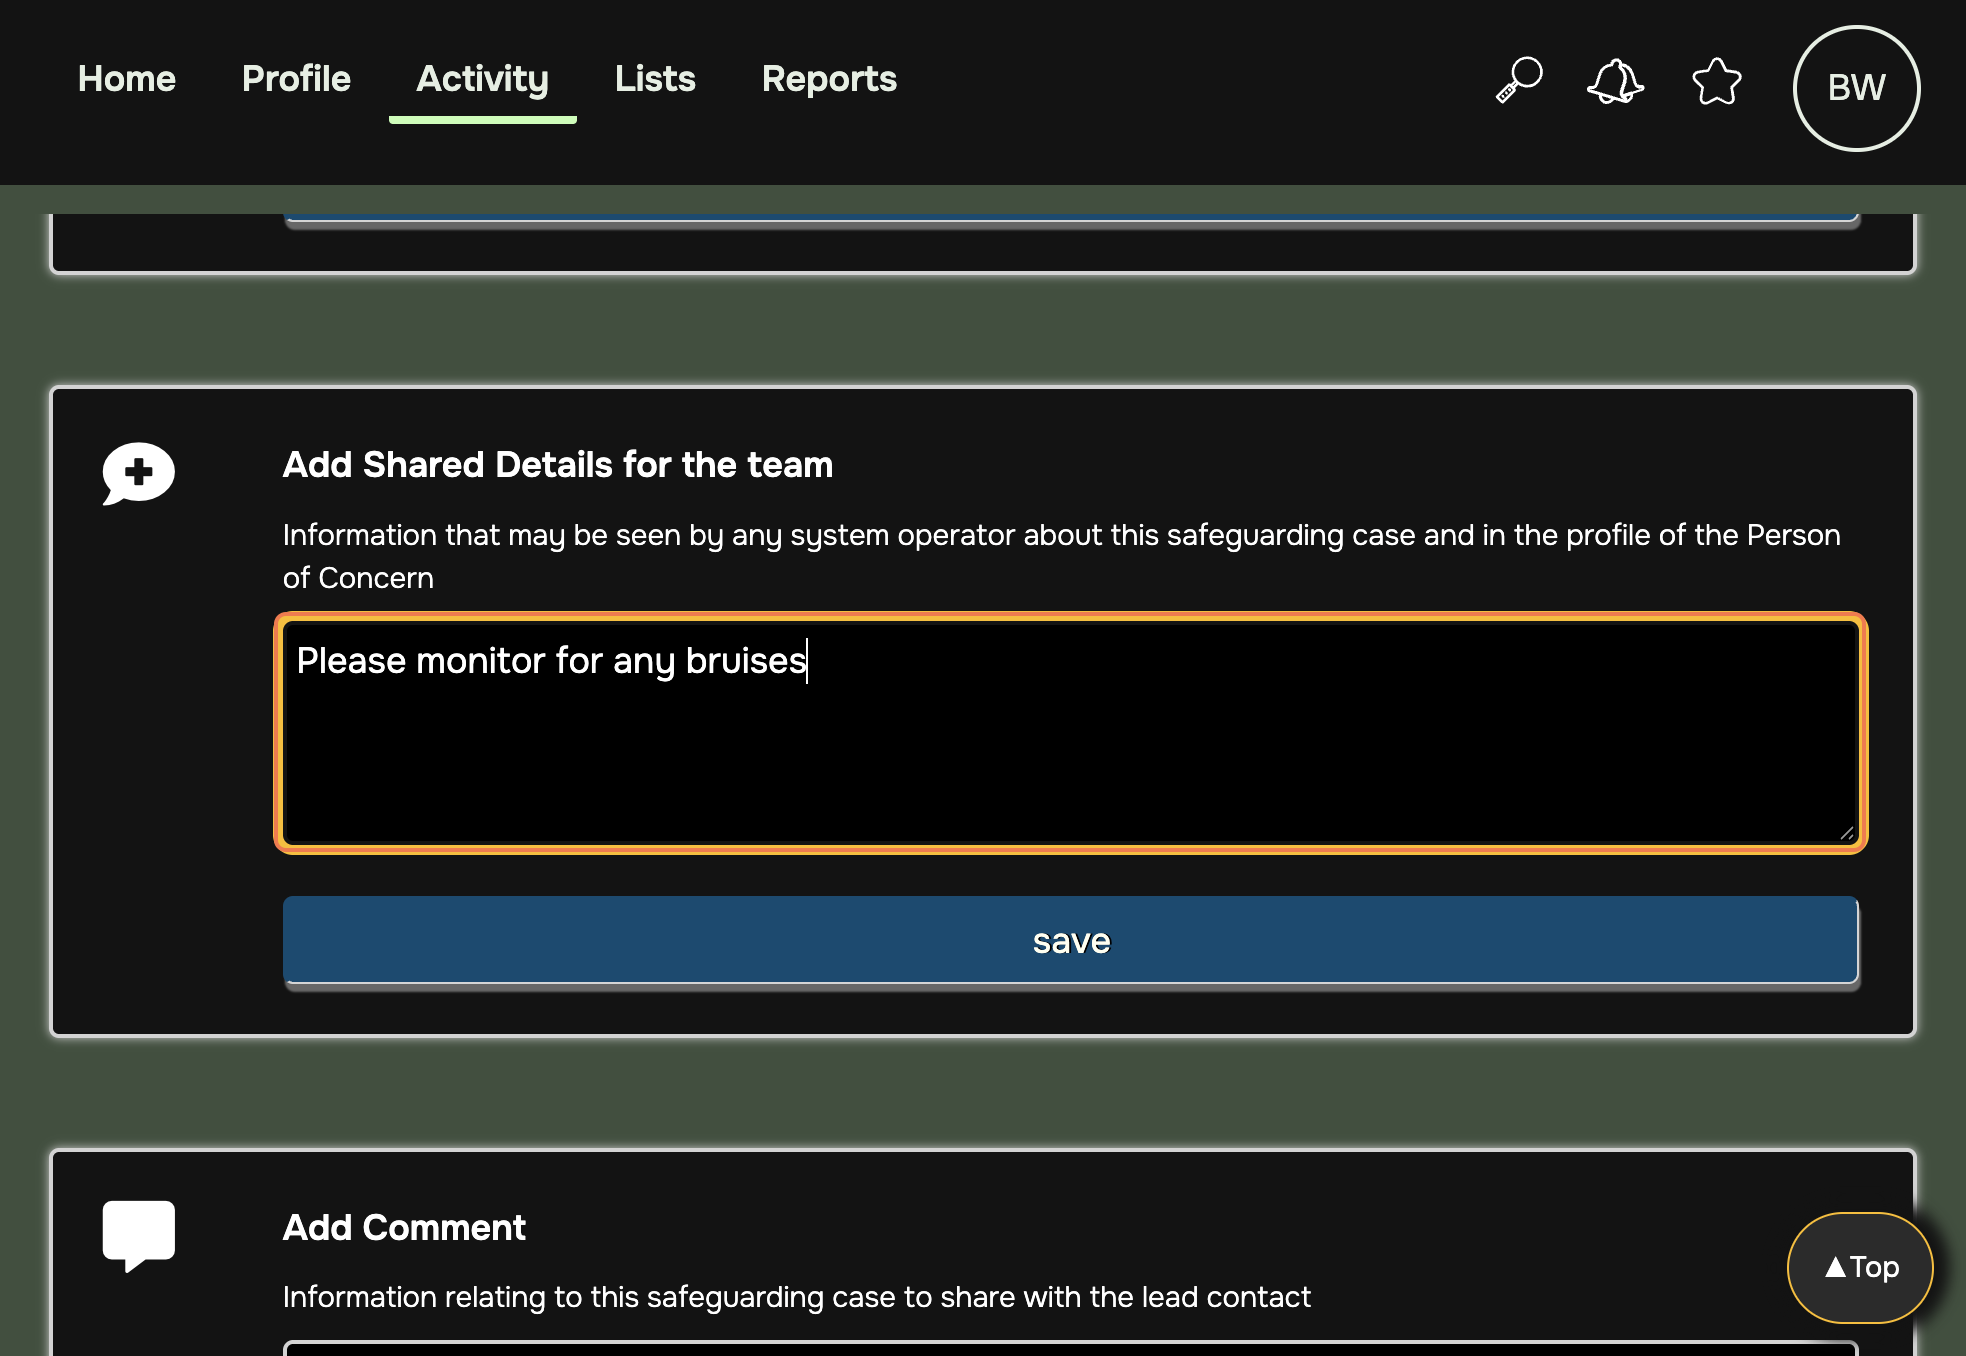 Home Profile Activity Lists Reports BW
Add Shared Details for the team
Information that may be seen by any system operator about this safeguarding case and in the profile of the Person
of Concern
Please monitor for any bruises
save
Add Comment
Information relating to this safeguarding case to share with the lead contact
▲Top